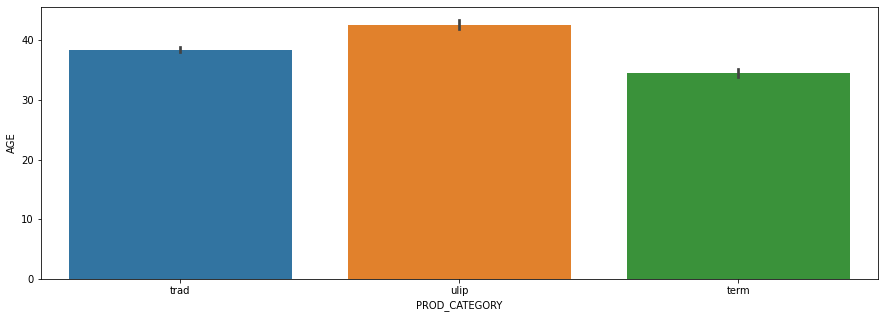 40
30
20
10
0
AGE
trad ulip term
PROD_CATEGORY